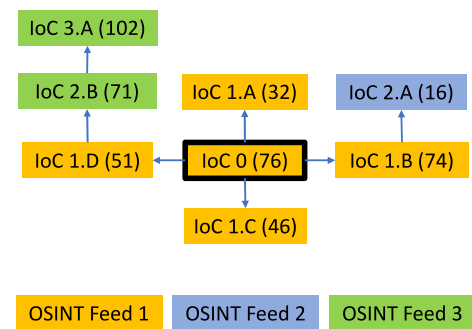 IoC 3.A (102)
IoC 2.B (71)
IoC 1.A (32)
IoC 2.A (16)
IoC 1.D (51)
IoC 0 (76)
IoC 1.B (74)
IoC 1.C (46)
OSINT Feed 1
OSINT Feed 2
OSINT Feed 3